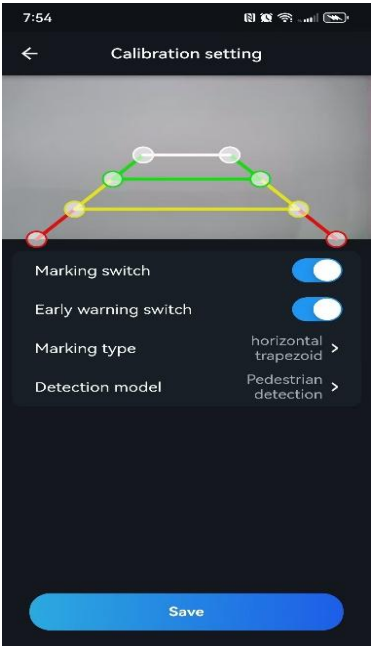 7:54
Calibration setting
Marking switch
Early warning switch
Marking type
horizontal
trapezoid
Detection model
Pedestrian
detection
Save